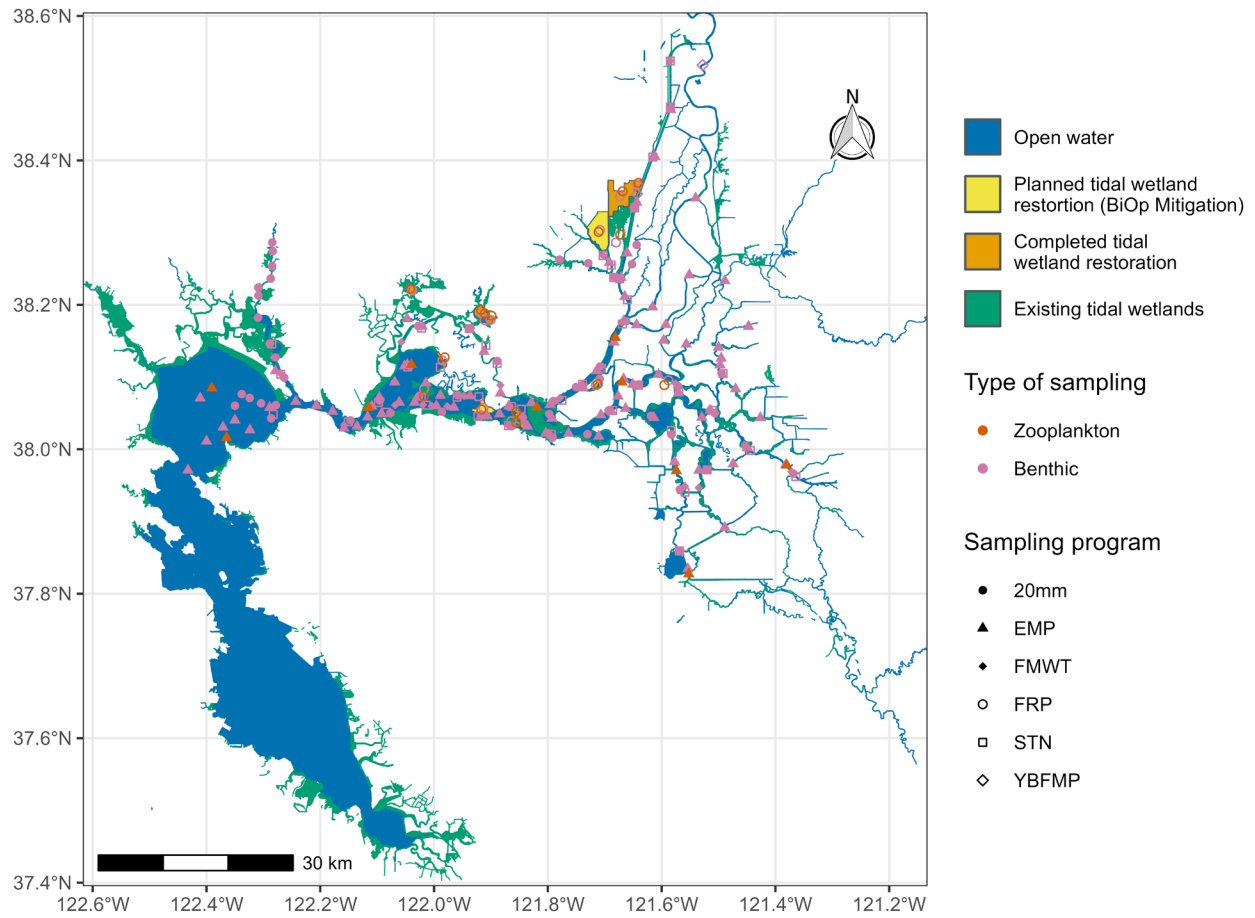 38.6°N
38.4°N
38.2°N
38.0°N
37.8°N
37.6°N
37.4°N
122.6°W
122.4°W
122.2°W
122.0°W
121.8°W
121.6°W
121.4°W
121.2°W
N
30 km
Open water
Planned tidal wetland
restortion (BiOp Mitigation)
Completed tidal
wetland restoration
Existing tidal wetlands
Type of sampling
Zooplankton
Benthic
Sampling program
20mm
EMP
FMWT
FRP
STN
YBFMP